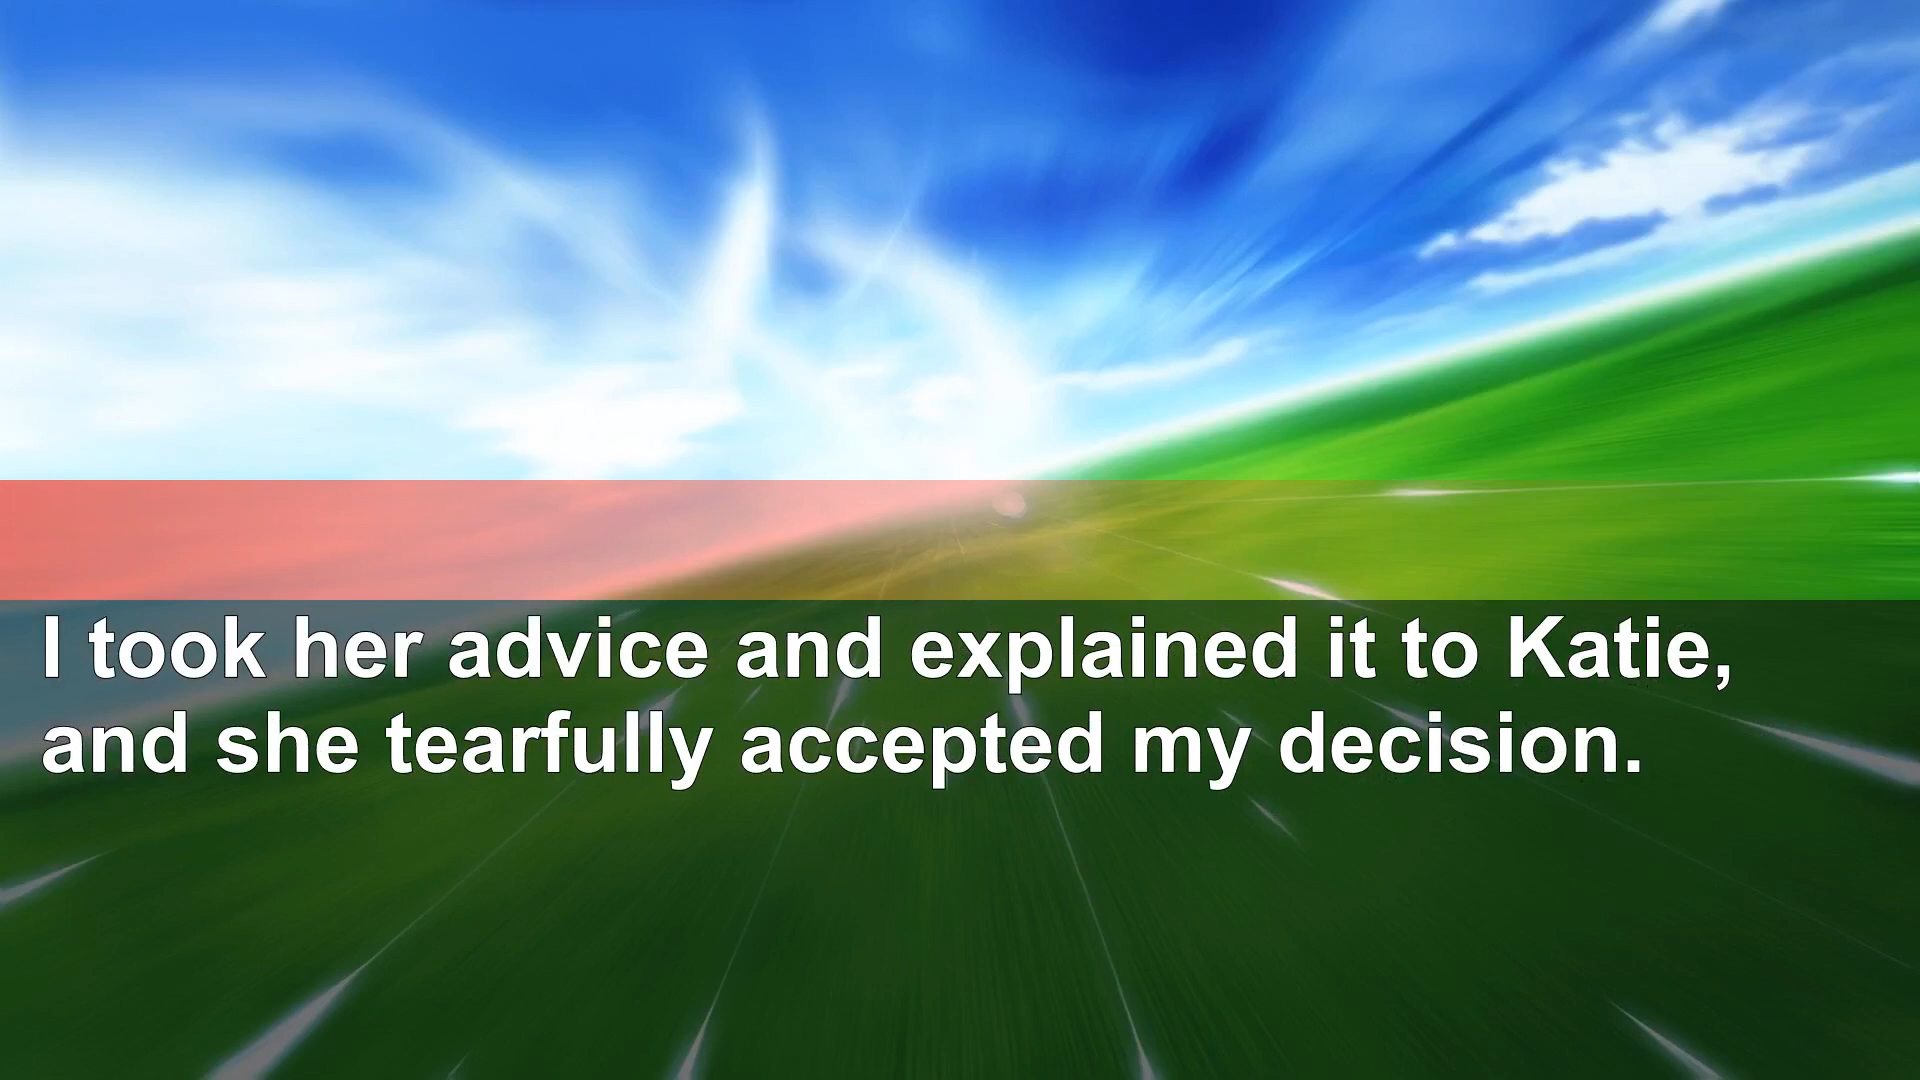 I took her advice and explained it to Katie,
and she tearfully accepted my decision.